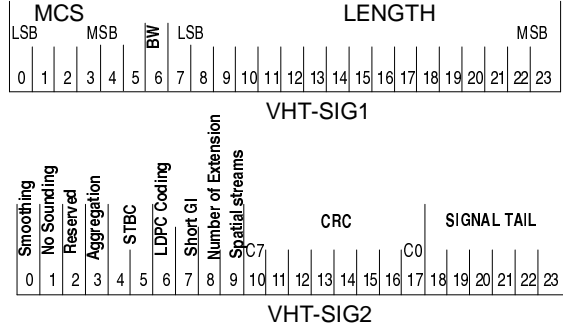 MCS LENGTH
LSB MSB BW LSB MSB
0 1 2 3 4 5 6 7 8 9 10 11 12 13 14 15 16 17 18 19 20 21 22 23
VHT-SIG1
Smoothing
No Sounding
Reserved
Aggregation
STBC
LDPC Coding
Short GI
Number of Extension
Spatial streams
CRC SIGNAL TAIL
C7 C0
0 1 2 3 4 5 6 7 8 9 10 11 12 13 14 15 16 17 18 19 20 21 22 23
VHT-SIG2